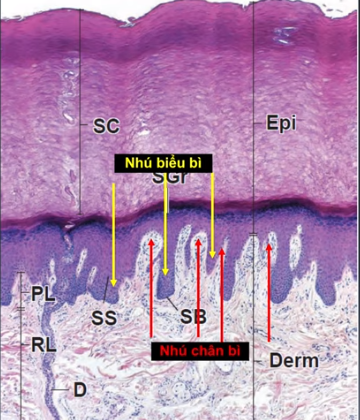 SC
Epi
Nhú biểu bì
SGr
PL
SS
SB
RL
Nhú chân bì
Derm
D